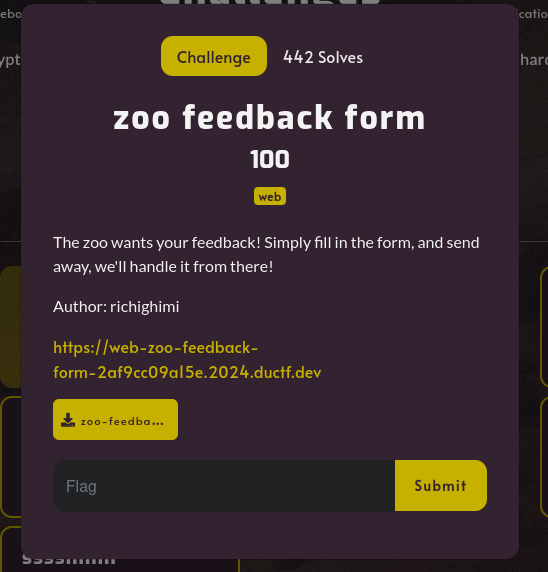 challenges
Challenge 442 Solves
zoo feedback form
100
web
The zoo wants your feedback! Simply fill in the form, and send
away, we'll handle it from there!
Author: richighimi
https://web-zoo-feedback-
form-2af9cc09a15e.2024.ductf.dev
zoo-feedba...
Flag
Submit